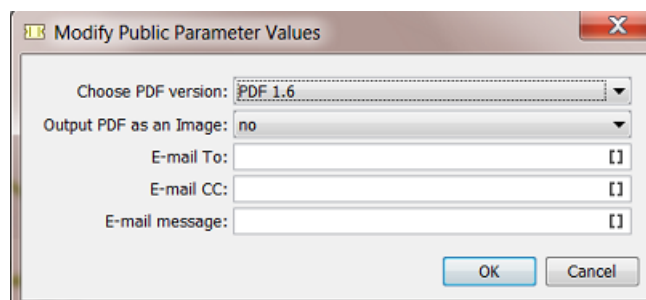 Modify Public Parameter Values
Choose PDF version: PDF 1.6
Output PDF as an Image: no
E-mail To: []
E-mail CC: []
E-mail message: []
OK Cancel